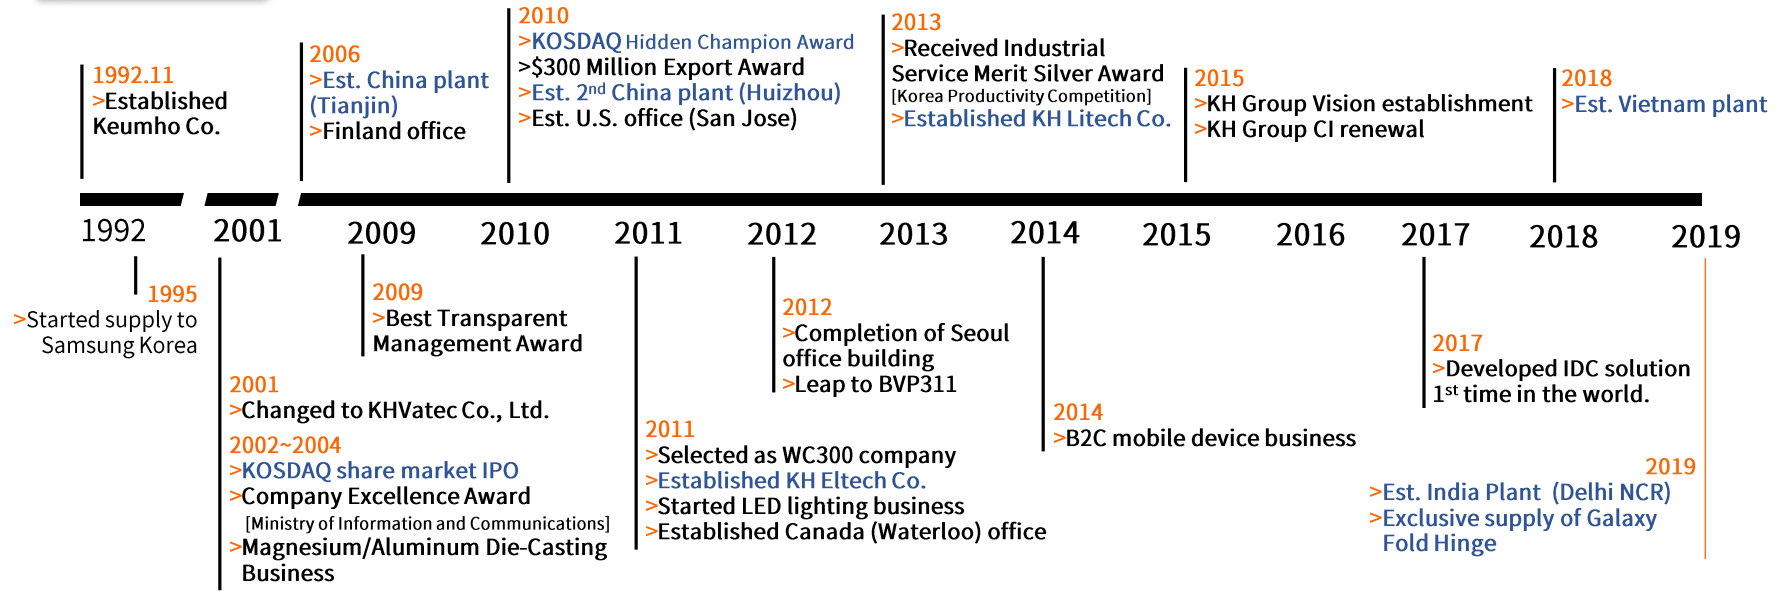 1992.11
>Established
Keumho Co.
2006
>Est. China plant
(Tianjin)
>Finland office
2010
>KOSDAQ Hidden Champion Award
>$300 Million Export Award
>Est. 2nd China plant (Huizhou)
>Est. U.S. office (San Jose)
2013
>Received Industrial
Service Merit Silver Award
[Korea Productivity Competition]
>Established KH Litech Co.
2015
>KH Group Vision establishment
>KH Group CI renewal
2018
>Est. Vietnam plant
1992 2001 2009 2010 2011 2012 2013 2014 2015 2016 2017 2018 2019
1995
>Started supply to
Samsung Korea
2001
>Changed to KHVatec Co., Ltd.
2002~2004
>KOSDAQ share market IPO
>Company Excellence Award
[Ministry of Information and Communications]
>Magnesium/Aluminum Die-Casting
Business
2009
>Best Transparent
Management Award
2011
>Selected as WC300 company
>Established KH Eltech Co.
>Started LED lighting business
>Established Canada (Waterloo) office
2012
>Completion of Seoul
office building
>Leap to BVP311
2014
>B2C mobile device business
2017
>Developed IDC solution
1st time in the world.
2019
>Est. India Plant (Delhi NCR)
>Exclusive supply of Galaxy
Fold Hinge